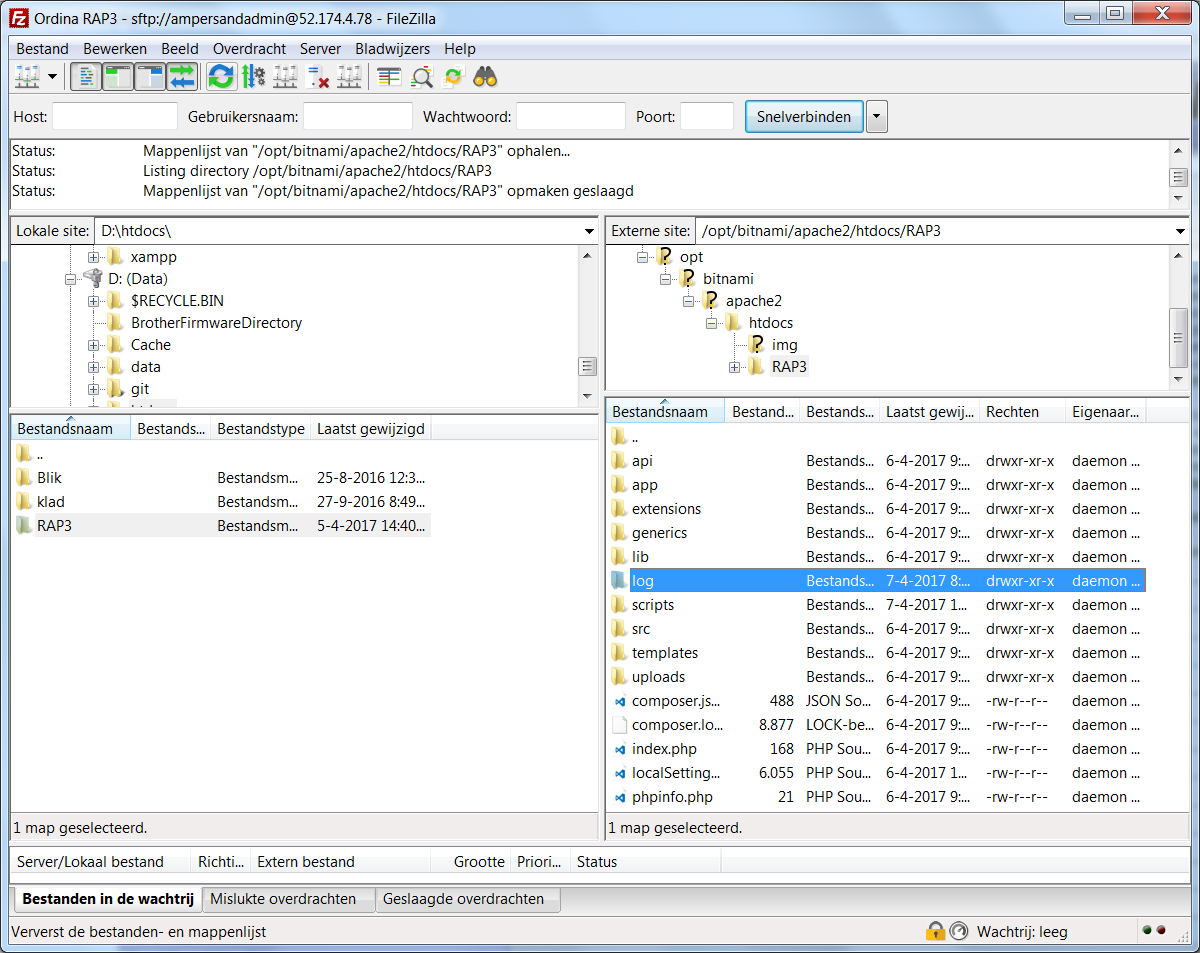 Ordina RAP3 - sftp://ampersandadmin@52.174.4.78 - FileZilla
Bestand Bewerken Beeld Overdracht Server Bladwijzers Help
Host: Gebruikersnaam: Wachtwoord: Poort: Snelverbinden
Status: Mappenlijst van "/opt/bitnami/apache2/htdocs/RAP3" ophalen...
Status: Listing directory /opt/bitnami/apache2/htdocs/RAP3
Status: Mappenlijst van "/opt/bitnami/apache2/htdocs/RAP3" opmaken geslaagd
Lokale site: D:\htdocs\
xampp
D: (Data)
$RECYCLE.BIN
BrotherFirmwareDirectory
Cache
data
git
Bestandsnaam Bestands... Bestandstype Laatst gewijzigd
..
Blik Bestandsm... 25-8-2016 12:3...
klad Bestandsm... 27-9-2016 8:49...
RAP3 Bestandsm... 5-4-2017 14:40...
1 map geselecteerd.
Externe site: /opt/bitnami/apache2/htdocs/RAP3
opt
bitnami
apache2
htdocs
img
RAP3
Bestandsnaam Bestand... Bestands... Laatst gewij... Rechten Eigenaar...
..
api Bestands... 6-4-2017 9:... drwxr-xr-x daemon ...
app Bestands... 6-4-2017 9:... drwxr-xr-x daemon ...
extensions Bestands... 6-4-2017 9:... drwxr-xr-x daemon ...
generics Bestands... 6-4-2017 9:... drwxr-xr-x daemon ...
lib Bestands... 6-4-2017 9:... drwxr-xr-x daemon ...
log Bestands... 7-4-2017 8:... drwxr-xr-x daemon ...
scripts Bestands... 7-4-2017 1... drwxr-xr-x daemon ...
src Bestands... 6-4-2017 9:... drwxr-xr-x daemon ...
templates Bestands... 6-4-2017 9:... drwxr-xr-x daemon ...
uploads Bestands... 6-4-2017 9:... drwxr-xr-x daemon ...
composer.js... 488 JSON So... 6-4-2017 9:... -rw-r--r-- daemon ...
composer.lo... 8.877 LOCK-be... 6-4-2017 9:... -rw-r--r-- daemon ...
index.php 168 PHP Sou... 6-4-2017 9:... -rw-r--r-- daemon ...
localSetting... 6.055 PHP Sou... 6-4-2017 1... -rw-r--r-- daemon ...
phpinfo.php 21 PHP Sou... 6-4-2017 9:... -rw-r--r-- daemon ...
1 map geselecteerd.
Server/Lokaal bestand Richti... Extern bestand Grootte Priori... Status
Bestanden in de wachtrij Mislukte overdrachten Geslaagde overdrachten
Ververst de bestanden- en mappenlijst Wachtrij: leeg